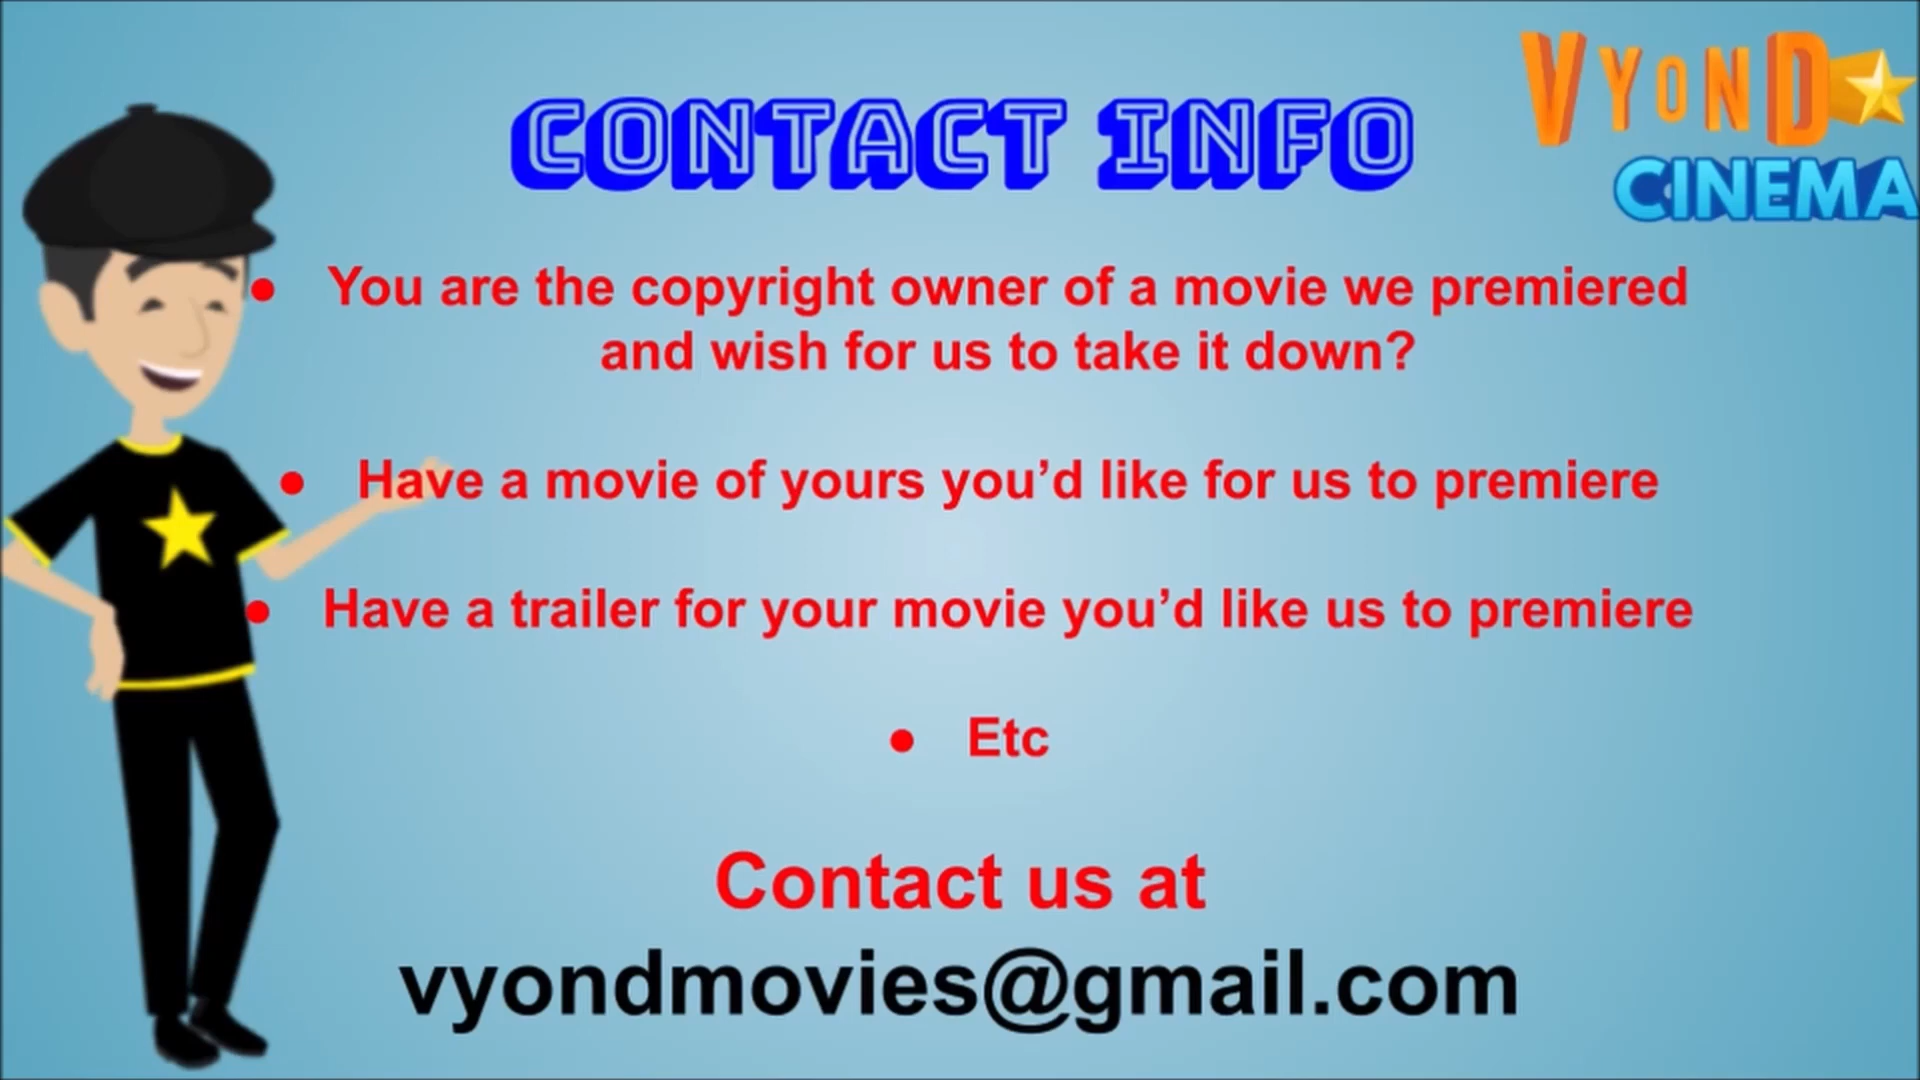 CONTACT INFO
VYOND
CINEMA
● You are the copyright owner of a movie we premiered
and wish for us to take it down?
● Have a movie of yours you’d like for us to premiere
● Have a trailer for your movie you’d like us to premiere
● Etc
Contact us at
vyondmovies@gmail.com